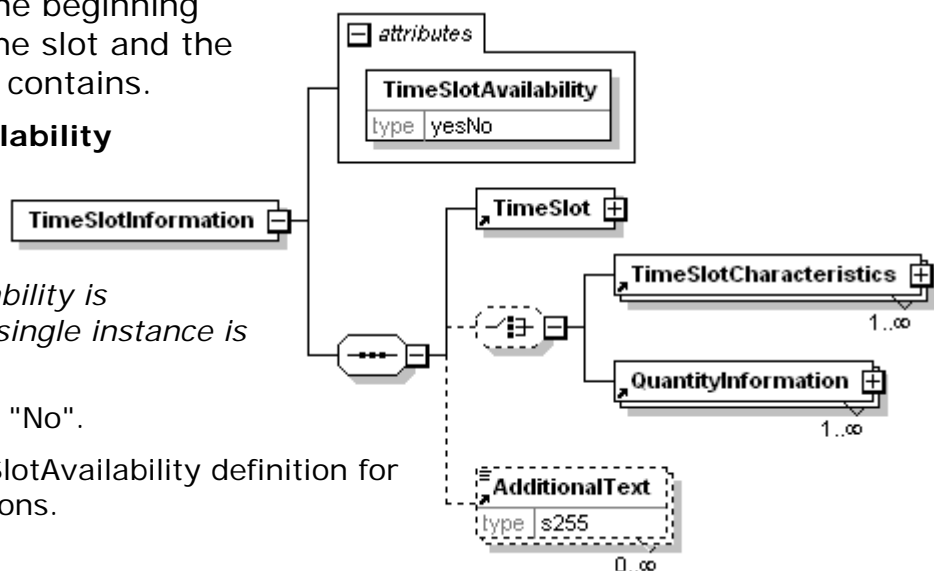 he beginning
he slot and the
contains.
lability
ability is
single instance is
"No".
SlotAvailability definition for
ons.
attributes
TimeSlotAvailability
type yesNo
TimeSlotInformation
TimeSlot
TimeSlotCharacteristics
1..∞
QuantityInformation
1..∞
AdditionalText
type s255
0..∞